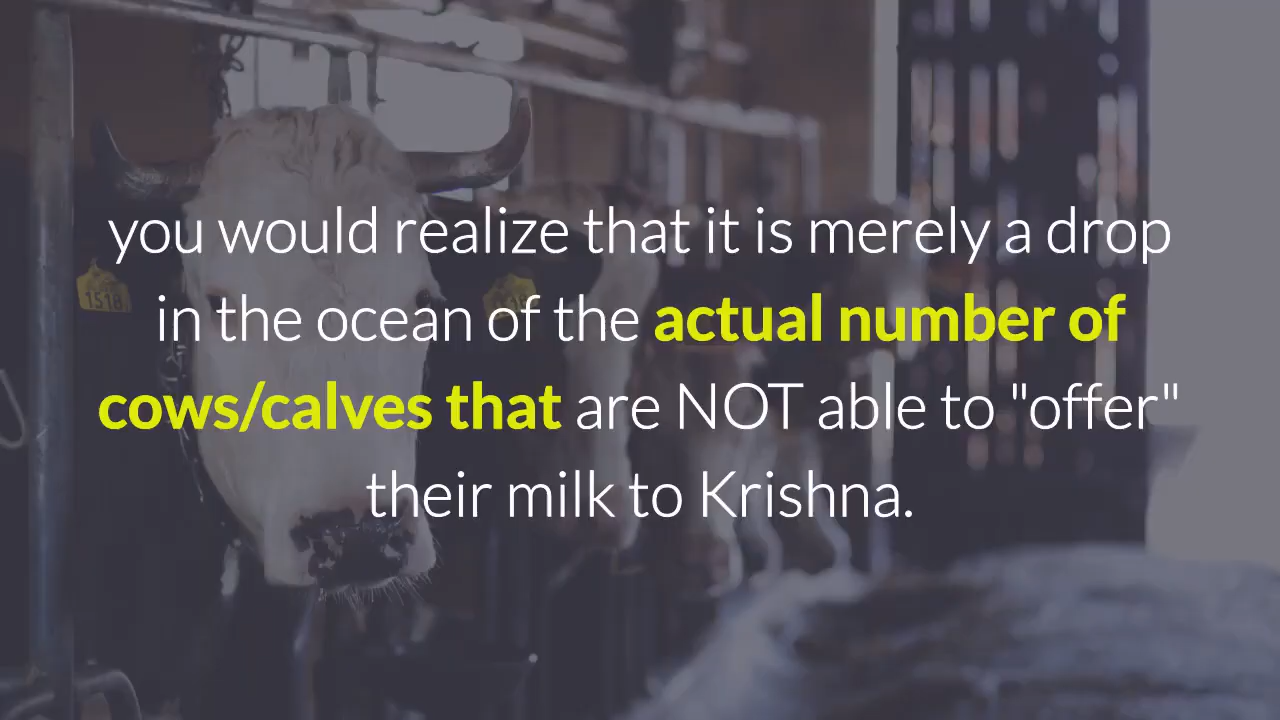 you would realize that it is merely a drop
in the ocean of the actual number of
cows/calves that are NOT able to "offer"
their milk to Krishna.
1518